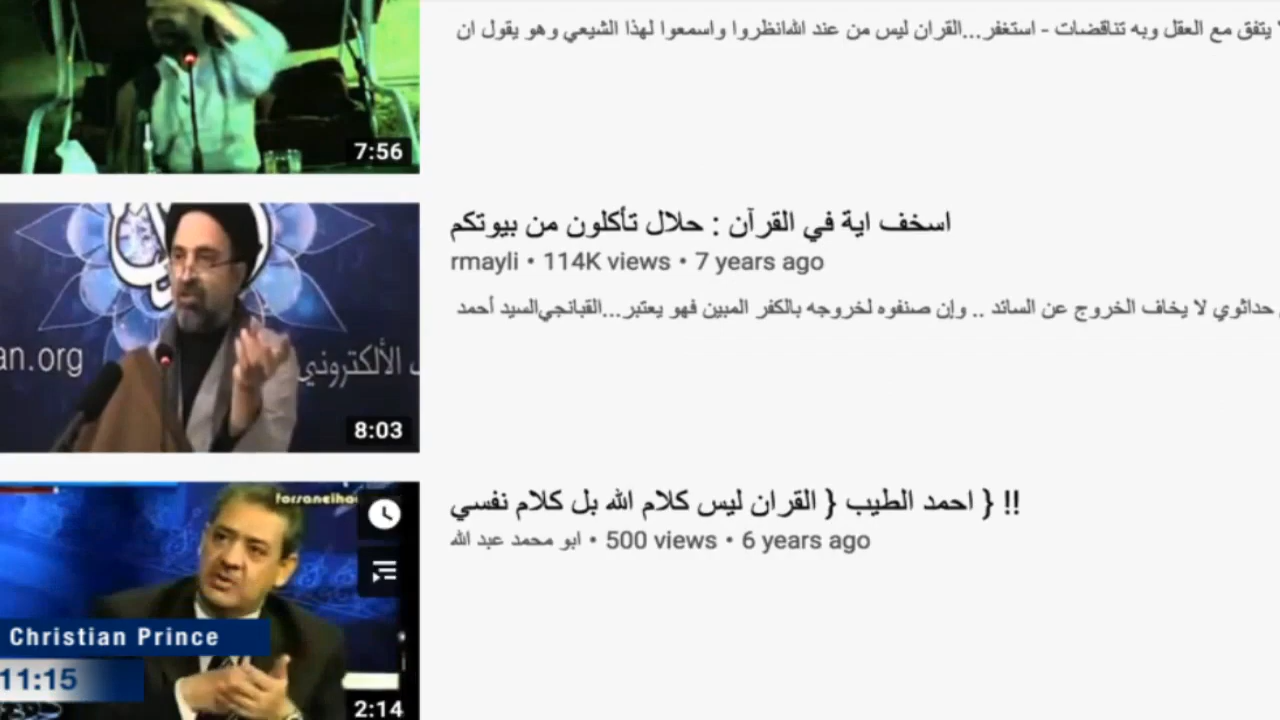 يتفق مع العقل وبه تناقضات - استغفر...القران ليس من عند اللهانظروا واسمعوا لهذا الشيعي وهو يقول ان
7:56
اسخف اية في القرآن : حلال تأكلون من بيوتكم
rmayli • 114K views • 7 years ago
حداثوي لا يخاف الخروج عن السائد .. وإن صنفوه لخروجه بالكفر المبين فهو يعتبر...القبانجيالسيد أحمد
an.org
الألكتروني
8:03
!! { احمد الطيب } القران ليس كلام الله بل كلام نفسي
ابو محمد عبد الله • 500 views • 6 years ago
forsanelhaq
Christian Prince
11:15
2:14